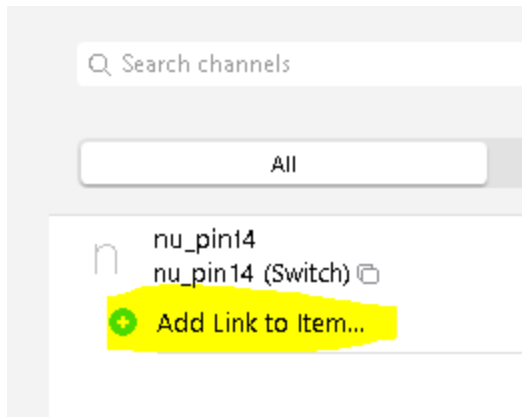 Search channels
All
n
nu_pin14
nu_pin14 (Switch)
Add Link to Item...